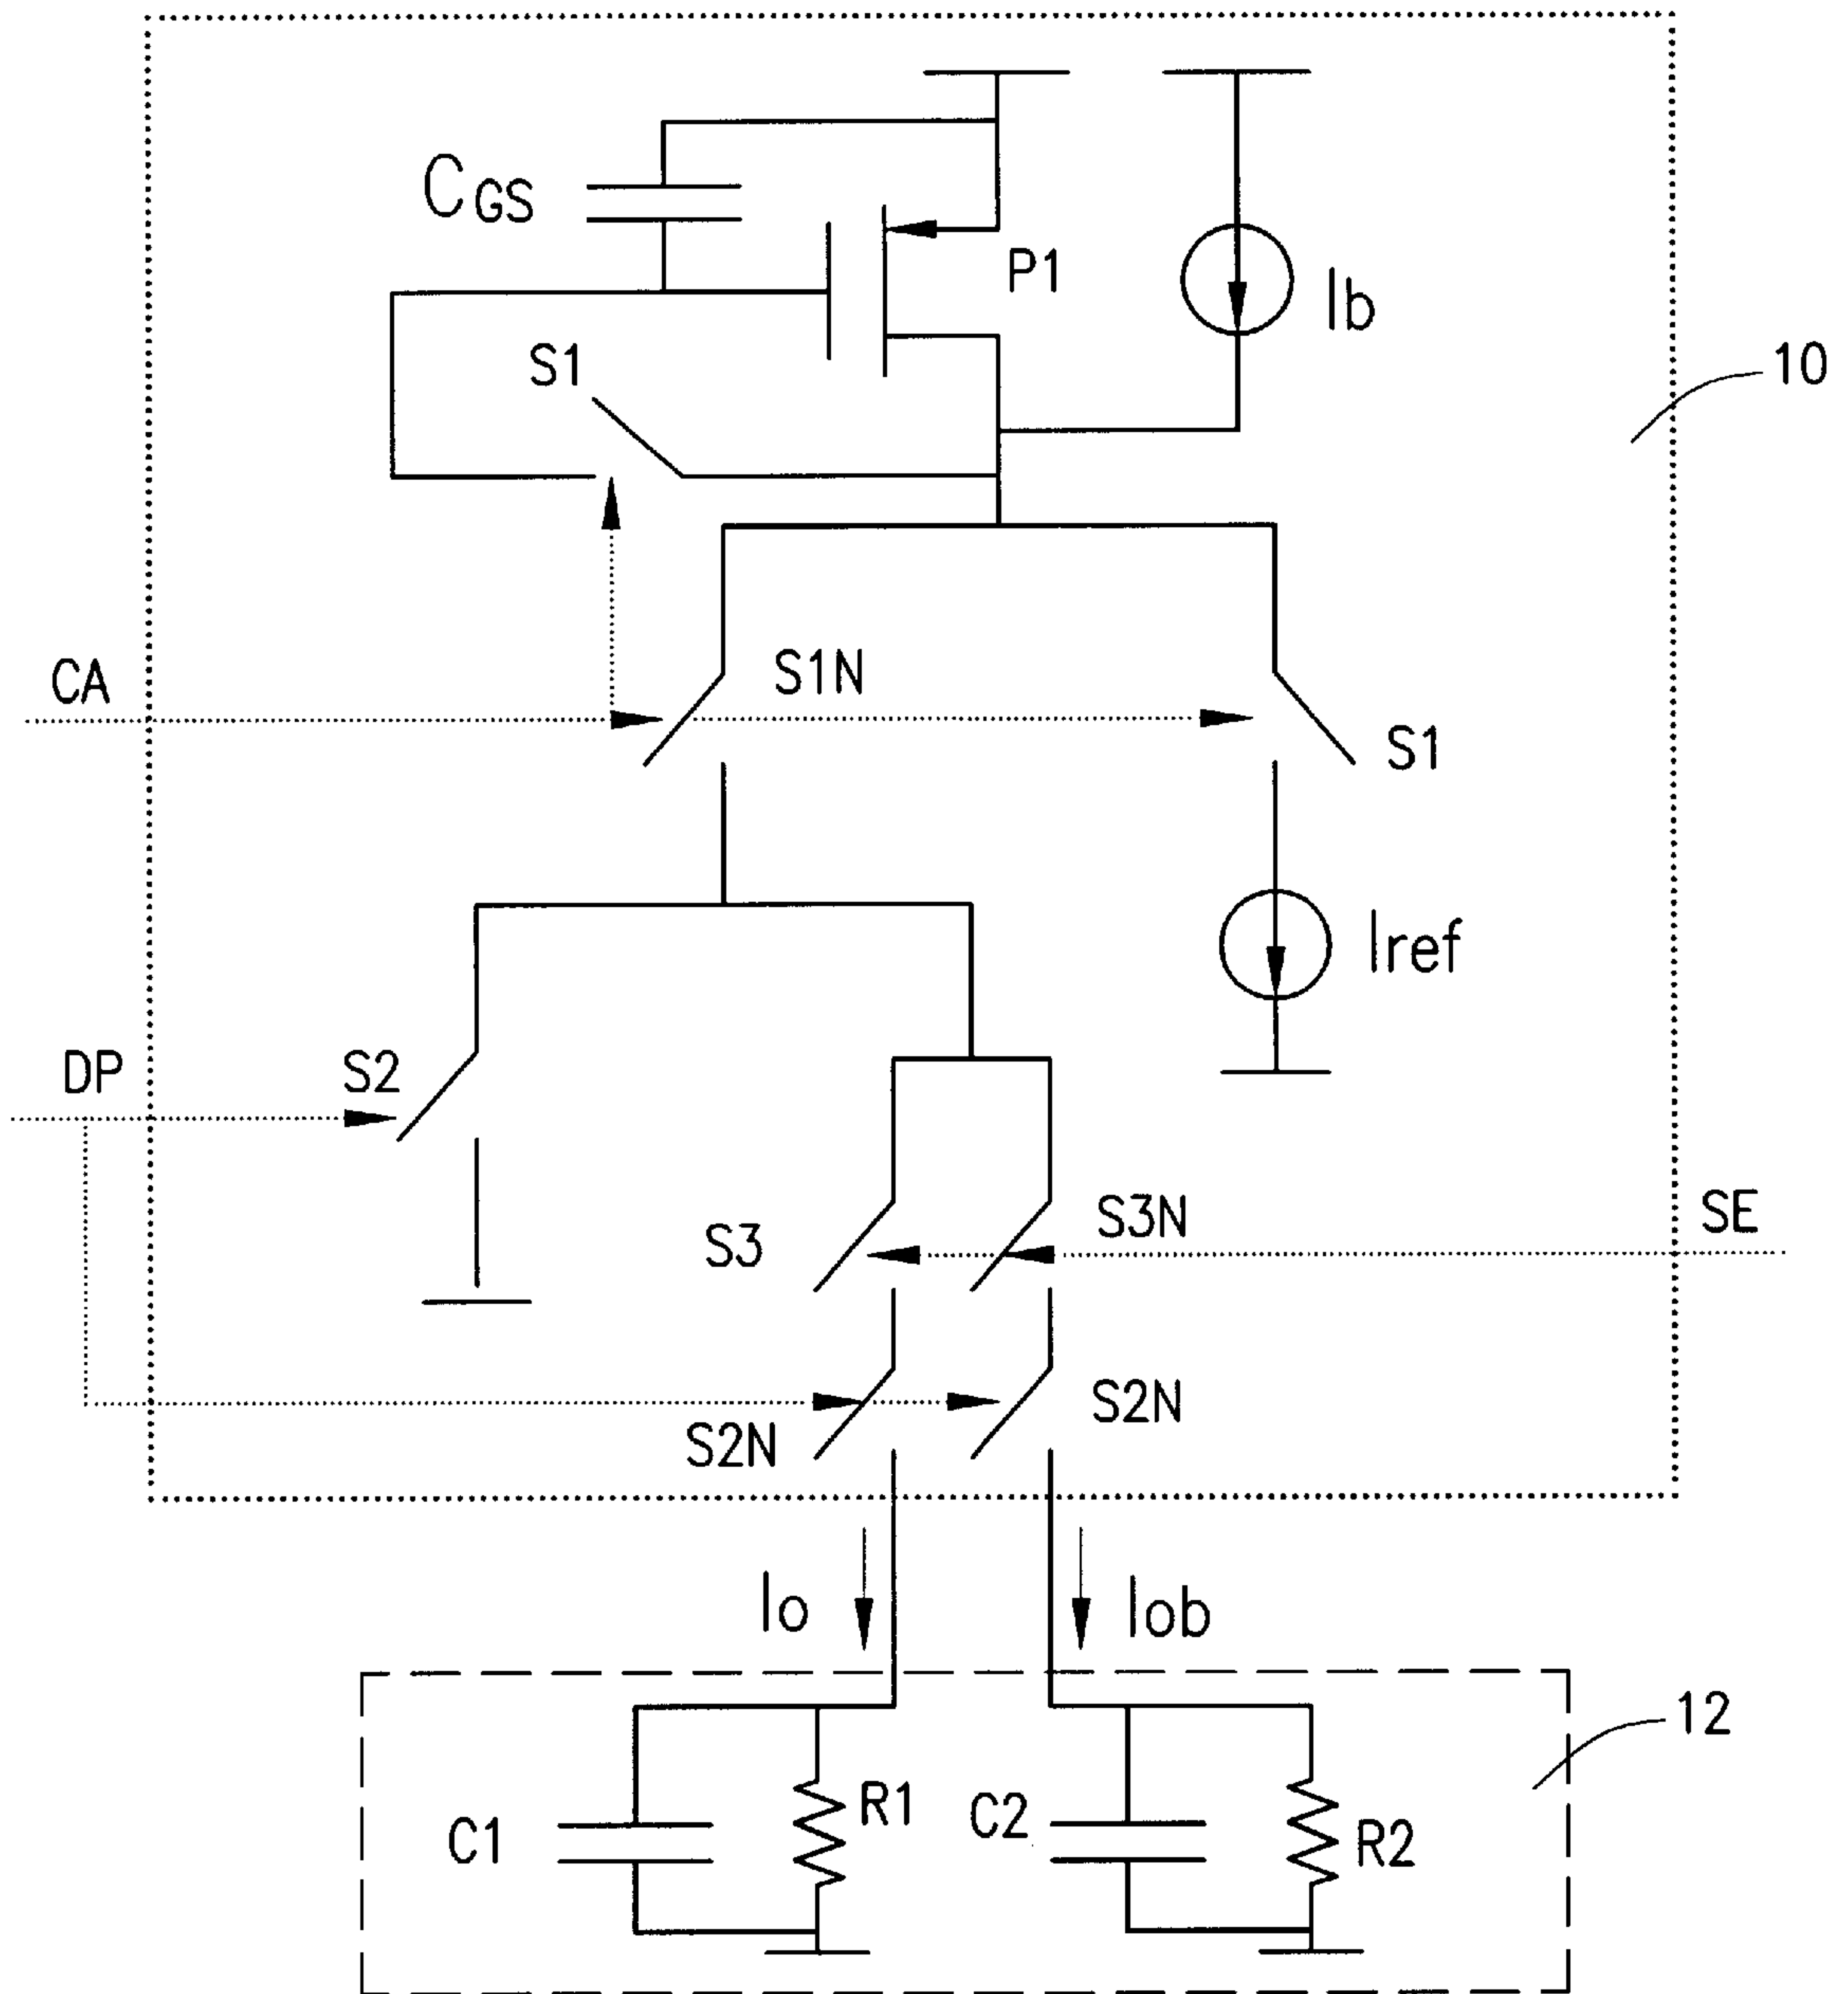 CGS
P1
Ib
S1
10
CA
S1N
S1
Iref
DP
S2
S3
S3N
SE
S2N
S2N
Io
Iob
12
C1
R1
C2
R2